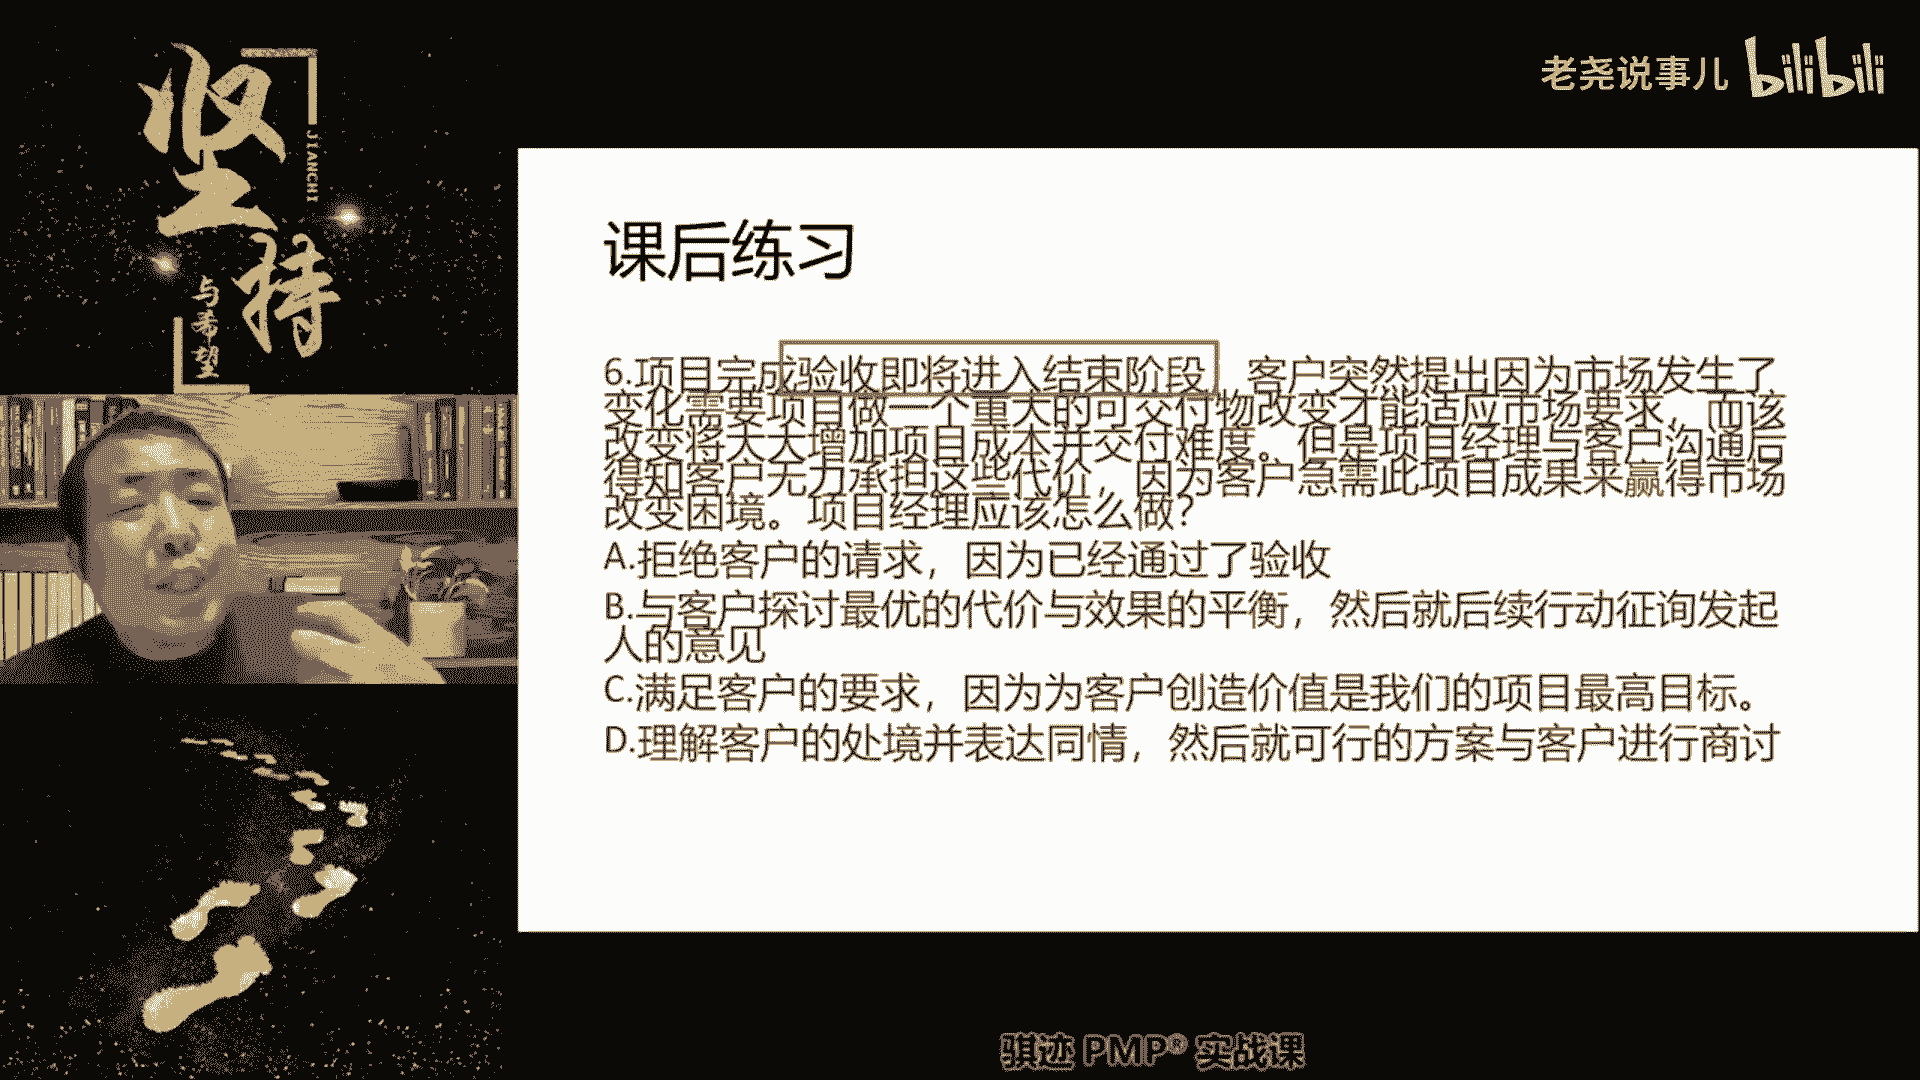 坚持
JIANCHI
与希望
老尧说事儿 bilibili
课后练习
6.项目完成验收即将进入结束阶段，客户突然提出因为市场发生了
变化需要项目做一个重大的可交付物改变才能适应市场要求，而该
改变将大大增加项目成本并交付难度。但是项目经理与客户沟通后
得知客户无力承担这些代价，因为客户急需此项目成果来赢得市场
改变困境。项目经理应该怎么做？
A.拒绝客户的请求，因为已经通过了验收
B.与客户探讨最优的代价与效果的平衡，然后就后续行动征询发起
人的意见
C.满足客户的要求，因为为客户创造价值是我们的项目最高目标。
D.理解客户的处境并表达同情，然后就可行的方案与客户进行商讨
骐迹 PMP® 实战课